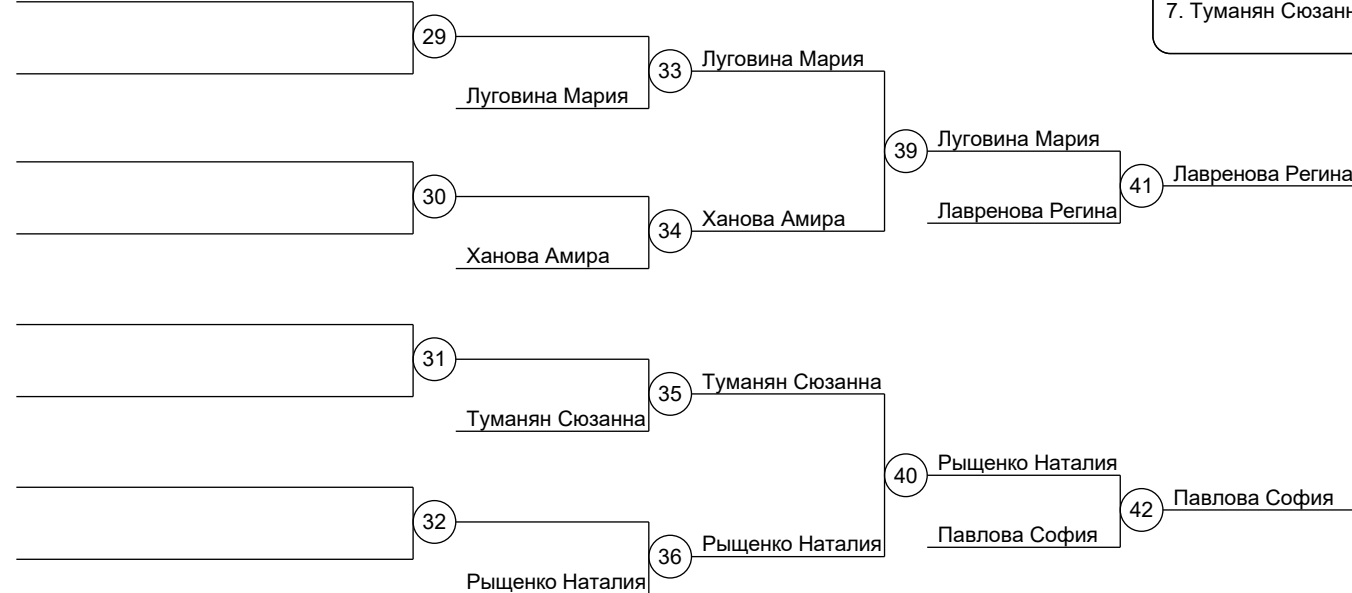 7. Туманян Сюзанн
29
Луговина Мария
33
Луговина Мария
Луговина Мария
39
Лавренова Регина
41
30
Ханова Амира
Лавренова Регина
34
Ханова Амира
31
Туманян Сюзанна
35
Туманян Сюзанна
Рыщенко Наталия
40
Павлова София
42
32
Рыщенко Наталия
Павлова София
36
Рыщенко Наталия